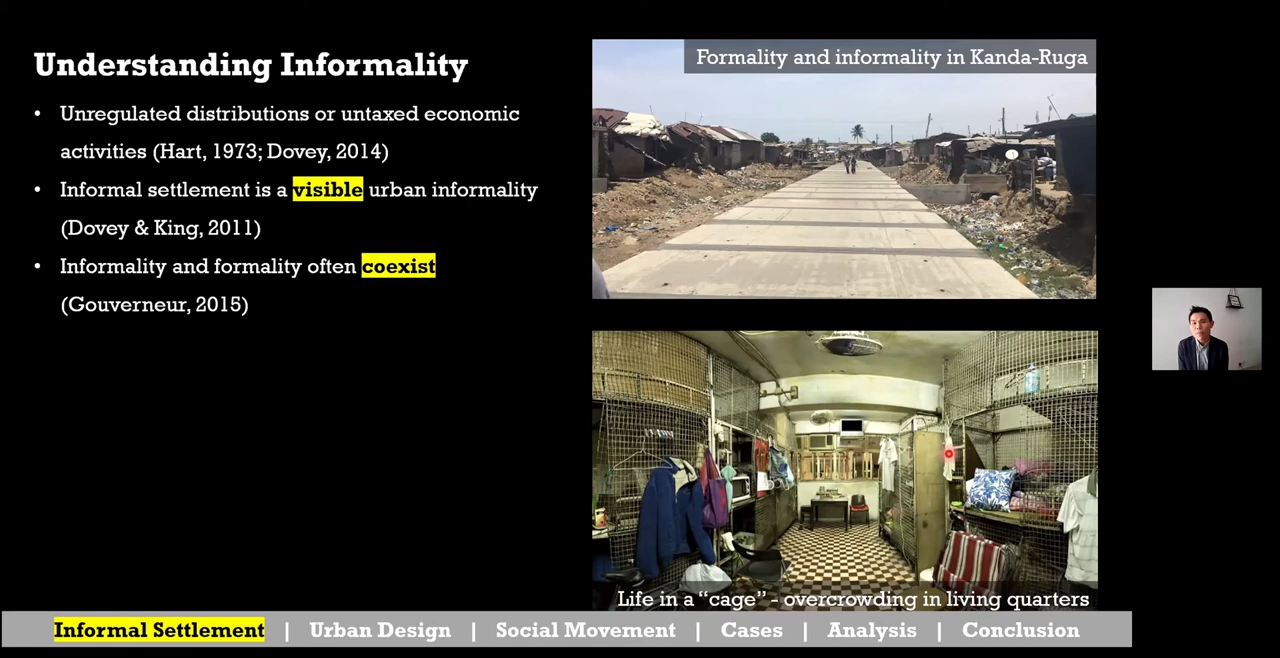 Understanding Informality
• Unregulated distributions or untaxed economic
activities (Hart, 1973; Dovey, 2014)
• Informal settlement is a visible urban informality
(Dovey & King, 2011)
• Informality and formality often coexist
(Gouverneur, 2015)
Formality and informality in Kanda-Ruga
Life in a “cage” - overcrowding in living quarters
Informal Settlement | Urban Design | Social Movement | Cases | Analysis | Conclusion